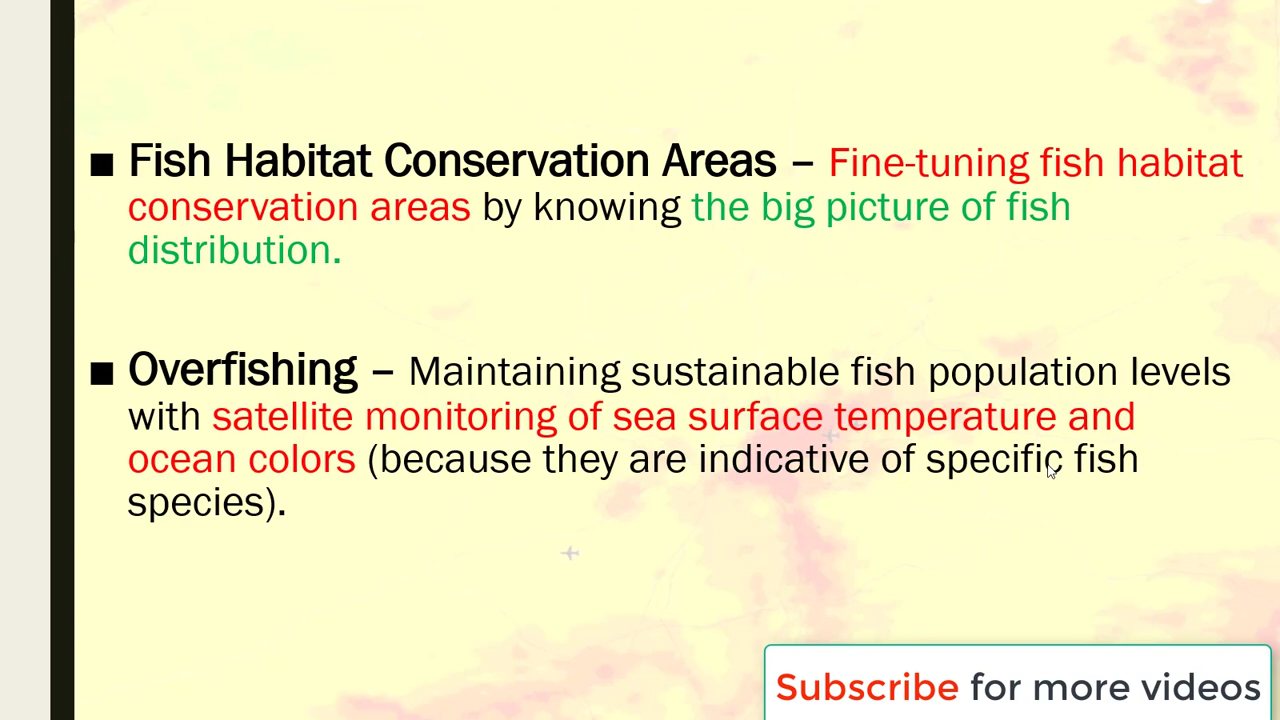 ■ Fish Habitat Conservation Areas – Fine-tuning fish habitat
conservation areas by knowing the big picture of fish
distribution.
■ Overfishing – Maintaining sustainable fish population levels
with satellite monitoring of sea surface temperature and
ocean colors (because they are indicative of specific fish
species).
Subscribe for more videos